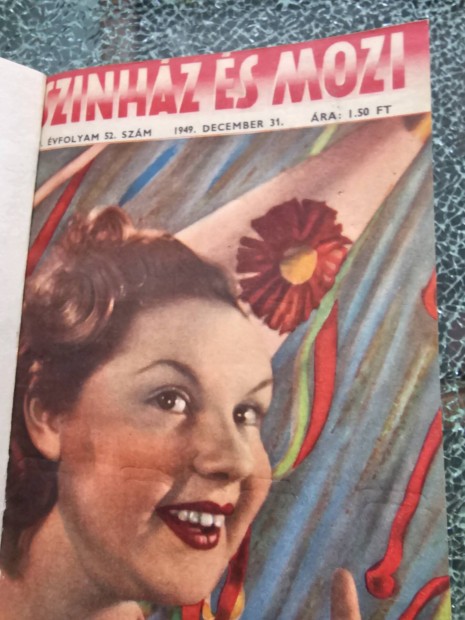 SZINHÁZ ÉS MOZI
ÉVFOLYAM 52. SZÁM 1949. DECEMBER 31. ÁRA: 1.50 FT